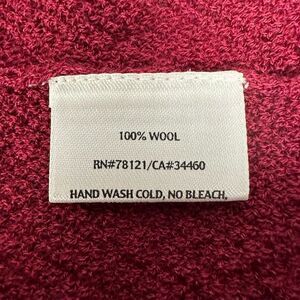 100% WOOL
RN#78121/CA#34460
HAND WASH COLD, NO BLEACH,